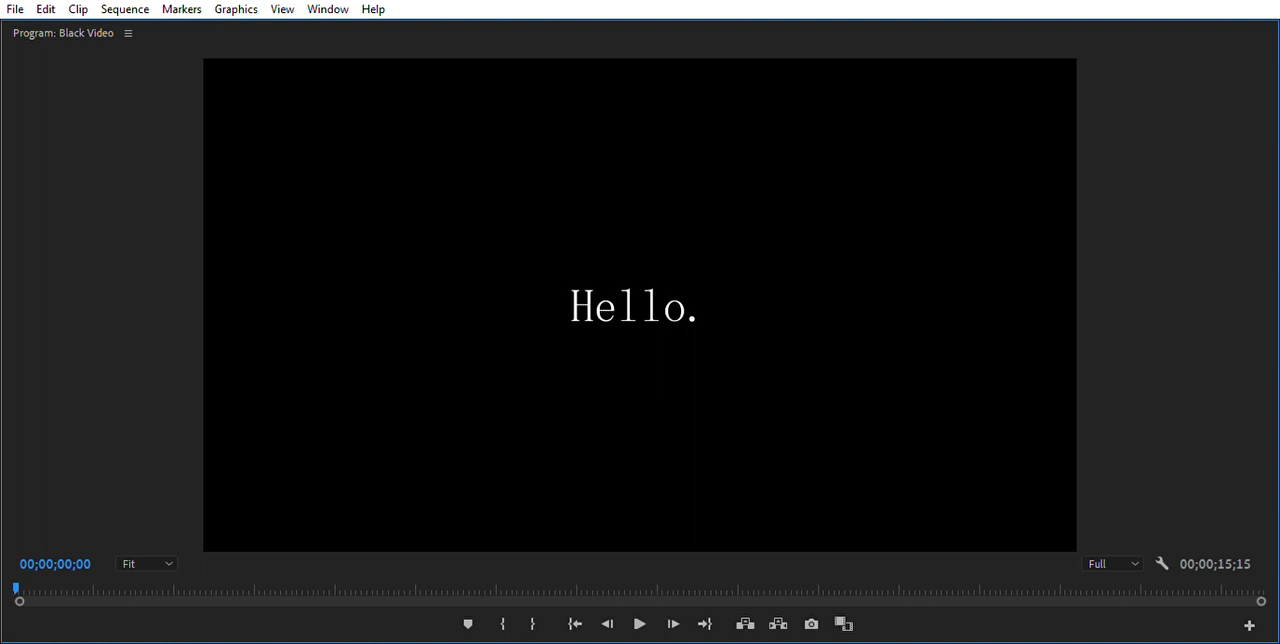 File Edit Clip Sequence Markers Graphics View Window Help
Program: Black Video
Hello.
00;00;00;00 Fit Full 00;00;15;15